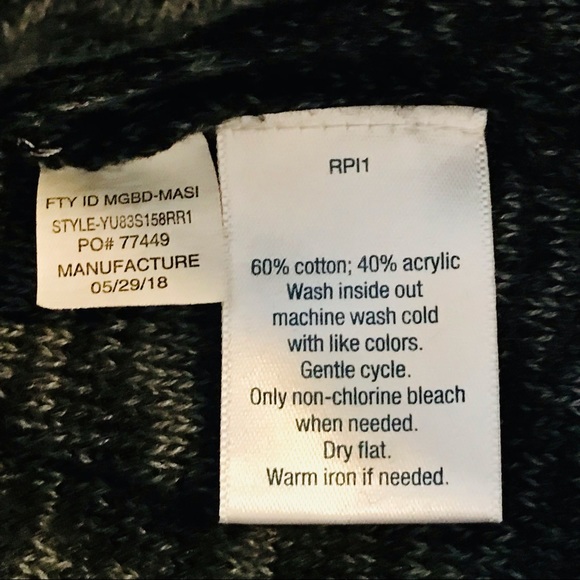 FTY ID MGBD-MASI
STYLE-YU83S158RR1
PO# 77449
MANUFACTURE
05/29/18
RPI1
60% cotton; 40% acrylic
Wash inside out
machine wash cold
with like colors.
Gentle cycle.
Only non-chlorine bleach
when needed.
Dry flat.
Warm iron if needed.